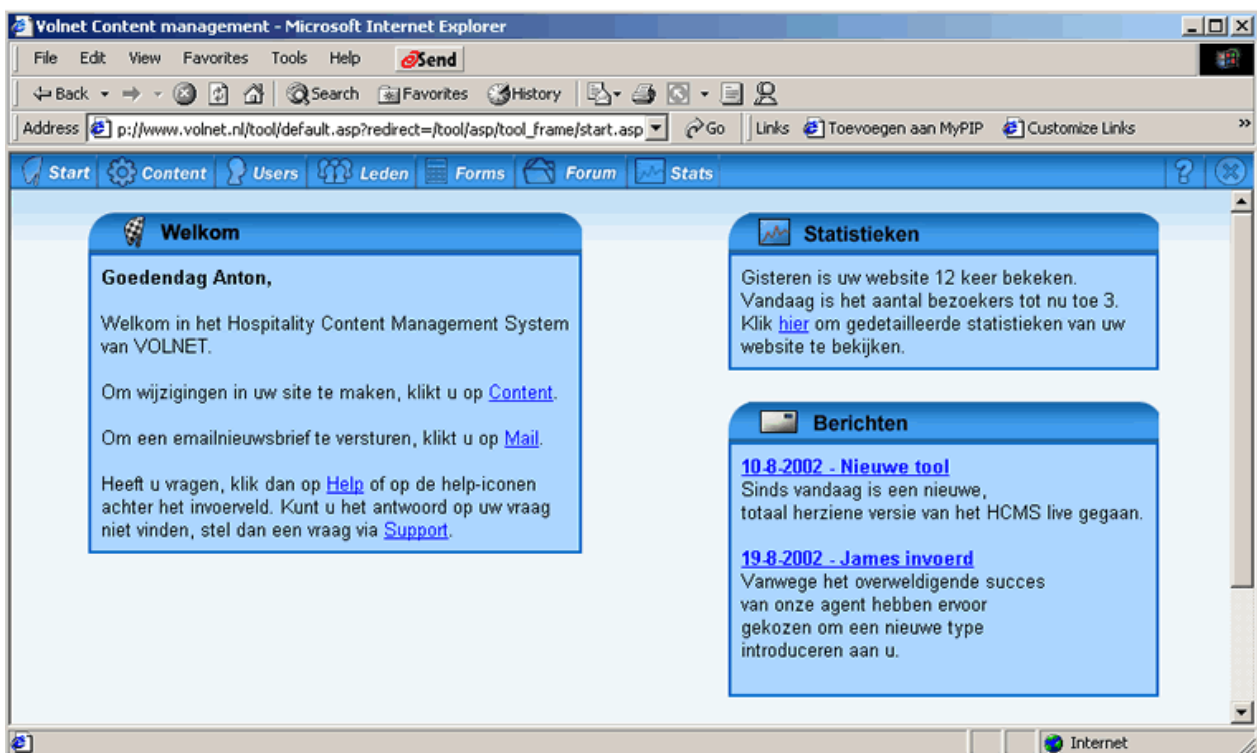 Volnet Content management - Microsoft Internet Explorer
File Edit View Favorites Tools Help eSend
Back Search Favorites History
Address p://www.volnet.nl/tool/default.asp?redirect=/tool/asp/tool_frame/start.asp Go Links Toevoegen aan MyPIP Customize Links »
Start Content Users Leden Forms Forum Stats ?
Welkom
Goedendag Anton,
Welkom in het Hospitality Content Management System
van VOLNET.
Om wijzigingen in uw site te maken, klikt u op Content.
Om een emailnieuwsbrief te versturen, klikt u op Mail.
Heeft u vragen, klik dan op Help of op de help-iconen
achter het invoerveld. Kunt u het antwoord op uw vraag
niet vinden, stel dan een vraag via Support.
Statistieken
Gisteren is uw website 12 keer bekeken.
Vandaag is het aantal bezoekers tot nu toe 3.
Klik hier om gedetailleerde statistieken van uw
website te bekijken.
Berichten
10-8-2002 - Nieuwe tool
Sinds vandaag is een nieuwe,
totaal herziene versie van het HCMS live gegaan.
19-8-2002 - James invoerd
Vanwege het overweldigende succes
van onze agent hebben ervoor
gekozen om een nieuwe type
introduceren aan u.
Internet